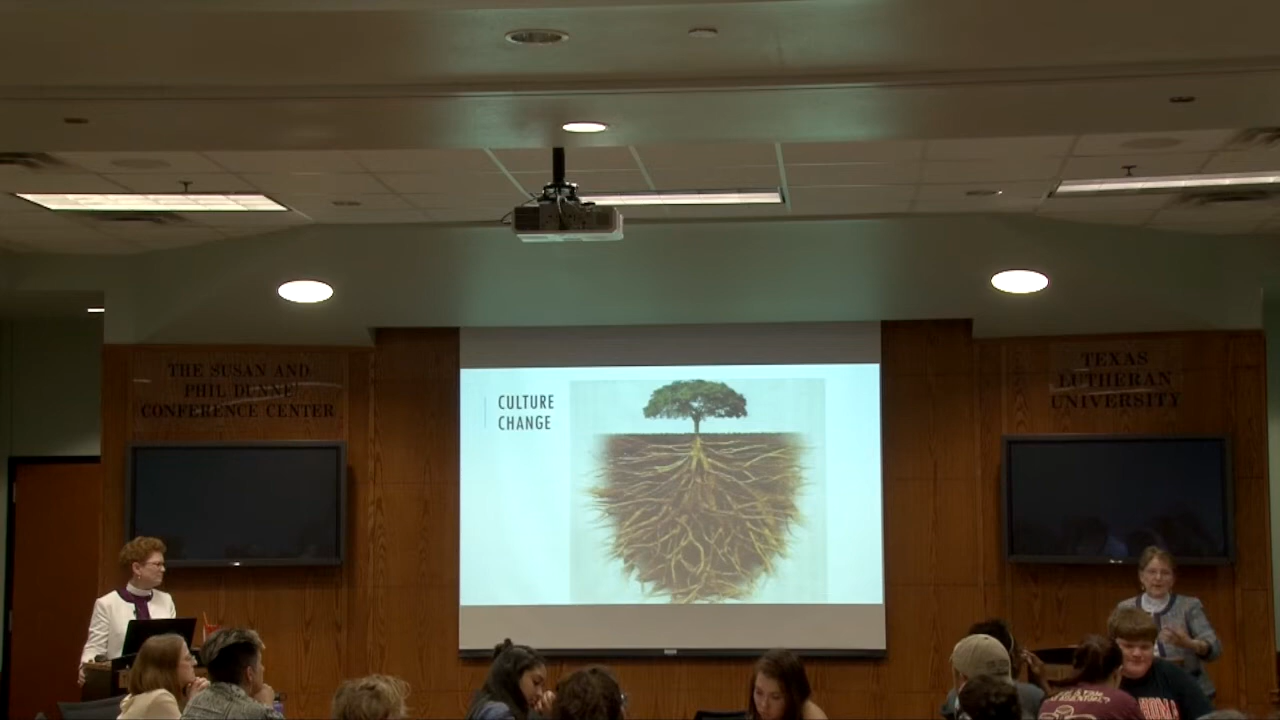 THE SUSAN AND
PHIL DUNNE
CONFERENCE CENTER
CULTURE
CHANGE
TEXAS
LUTHERAN
UNIVERSITY